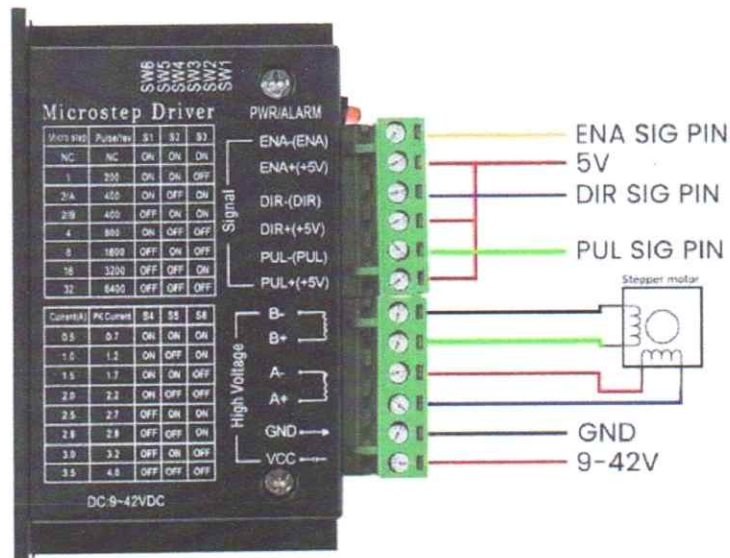 SW6
SW5
SW4
SW3
SW2
SW1
Microstep Driver
PWR/ALARM
Micro step Pulse/rev S1 S2 S3
NC NC ON ON ON
1 200 ON ON OFF
2/A 400 ON OFF ON
2/B 400 OFF ON ON
4 800 ON OFF OFF
8 1600 OFF ON OFF
16 3200 OFF OFF ON
32 6400 OFF OFF OFF
Current(A) PK Current S4 S5 S6
0.5 0.7 ON ON ON
1.0 1.2 ON OFF ON
1.5 1.7 ON ON OFF
2.0 2.2 ON OFF OFF
2.5 2.7 OFF ON ON
2.8 2.9 OFF OFF ON
3.0 3.2 OFF ON OFF
3.5 4.0 OFF OFF OFF
DC:9~42VDC
Signal
ENA-(ENA)
ENA+(+5V)
DIR-(DIR)
DIR+(+5V)
PUL-(PUL)
PUL+(+5V)
High Voltage
B-
B+
A-
A+
GND
VCC
ENA SIG PIN
5V
DIR SIG PIN
PUL SIG PIN
Stepper motor
GND
9-42V